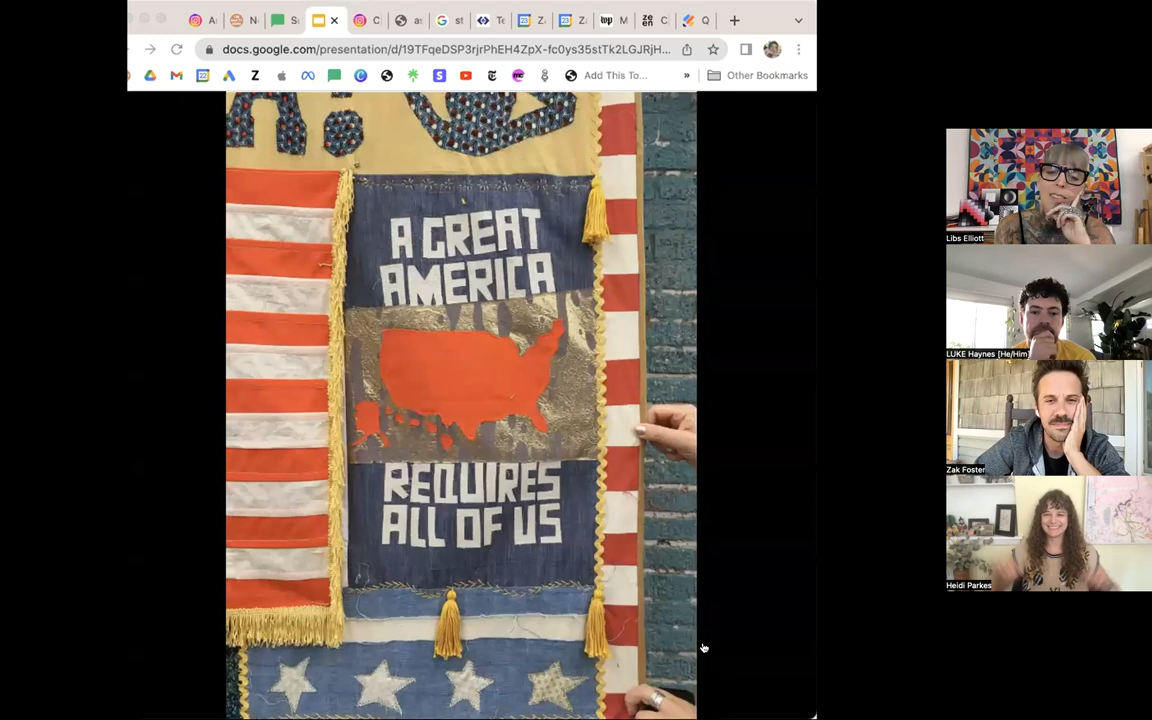 docs.google.com/presentation/d/19TFqeDSP3rjrPhEH4ZpX-fc0ys35stTk2LGJRjH...
Add This To...
»
Other Bookmarks
A GREAT
AMERICA
REQUIRES
ALL OF US
Libs Elliott
LUKE Haynes [He/Him]
Zak Foster
Heidi Parkes